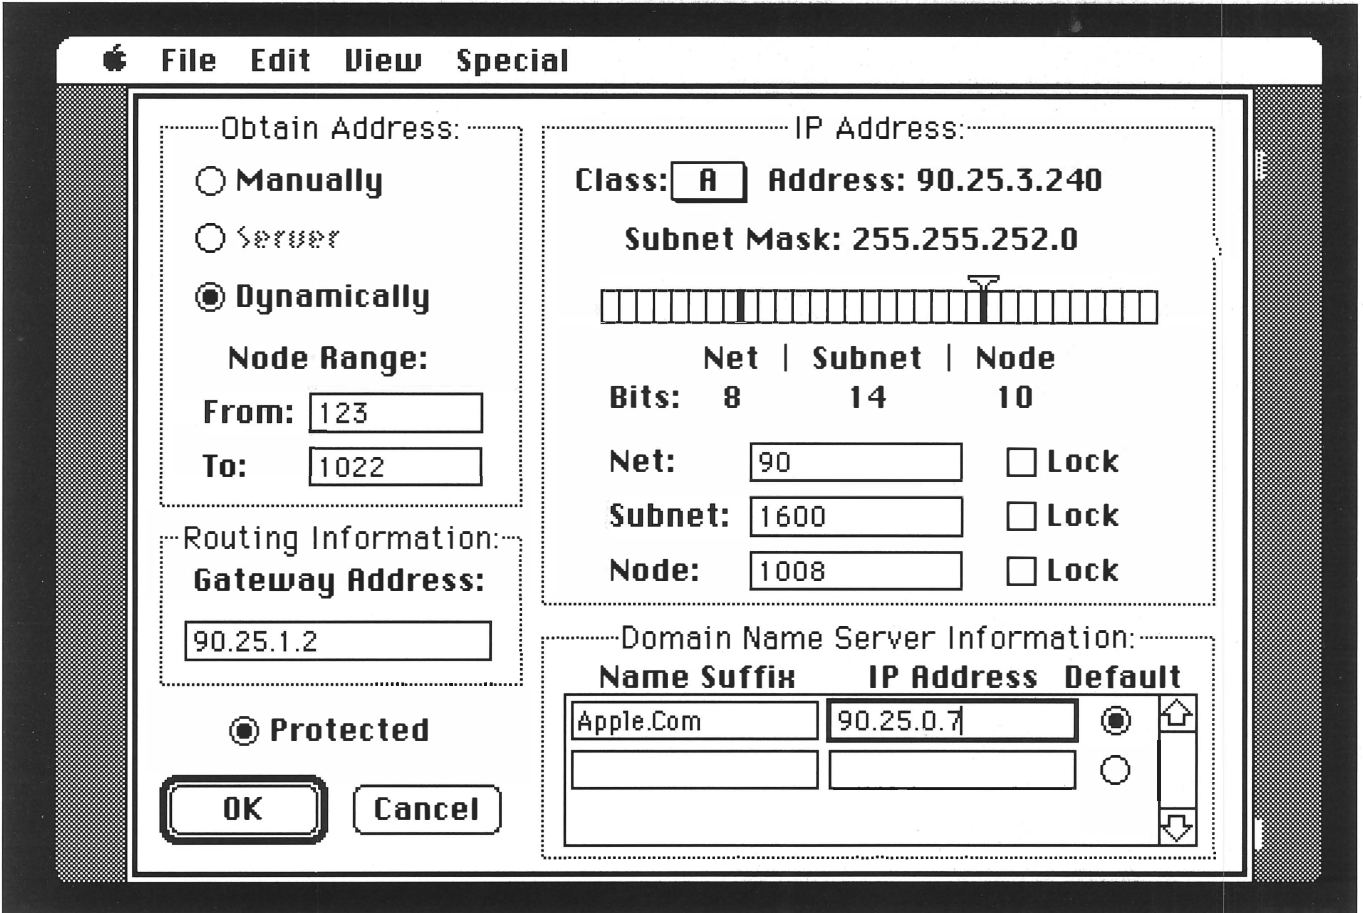 File Edit View Special
Obtain Address:
Manually
Server
Dynamically
Node Range:
From: 123
To: 1022
Routing Information:
Gateway Address:
90.25.1.2
Protected
OK Cancel
IP Address:
Class: A Address: 90.25.3.240
Subnet Mask: 255.255.252.0
Net | Subnet | Node
Bits: 8 14 10
Net: 90 Lock
Subnet: 1600 Lock
Node: 1008 Lock
Domain Name Server Information:
Name Suffix IP Address Default
Apple.Com 90.25.0.7